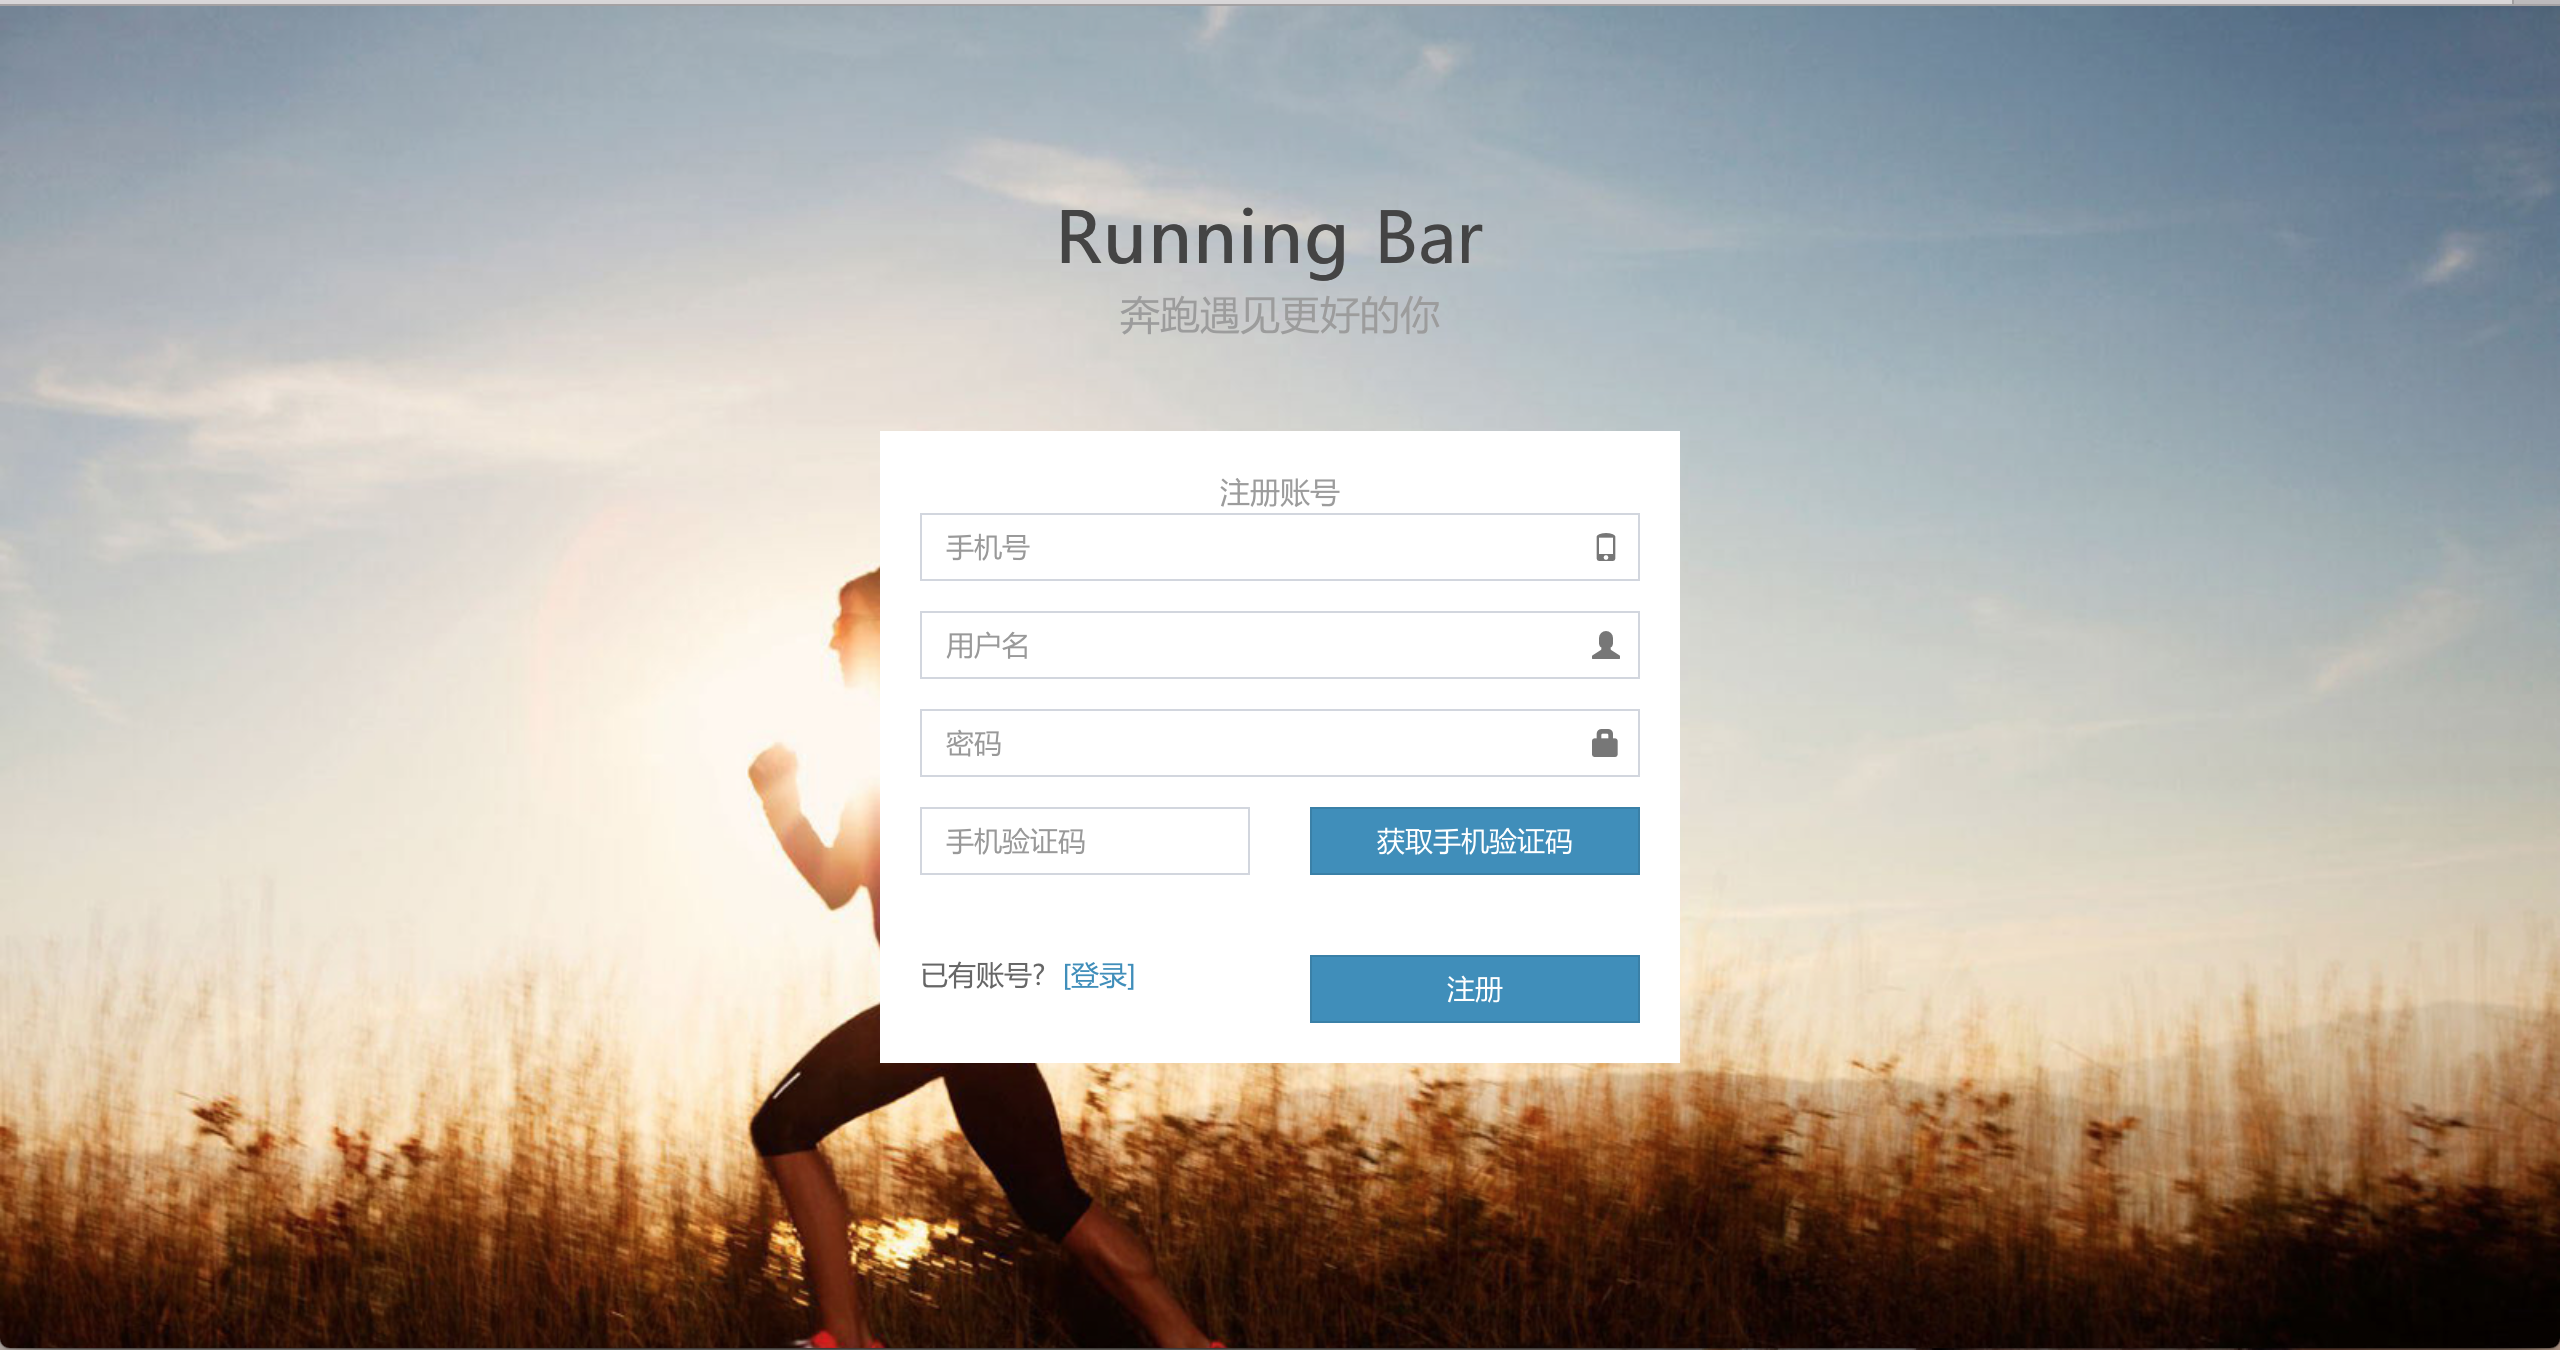 Running Bar
奔跑遇见更好的你
注册账号
手机号
用户名
密码
手机验证码
获取手机验证码
已有账号? [登录]
注册